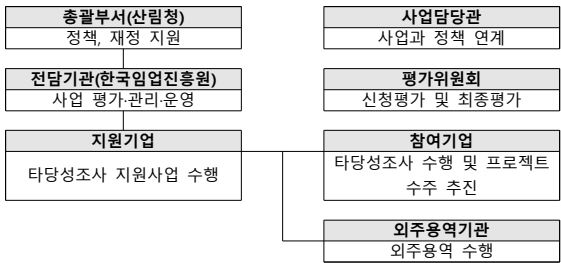 총괄부서(산림청)
정책, 재정 지원
사업담당관
사업과 정책 연계
전담기관(한국임업진흥원)
사업 평가·관리·운영
평가위원회
신청평가 및 최종평가
지원기업
타당성조사 지원사업 수행
참여기업
타당성조사 수행 및 프로젝트
수주 추진
외주용역기관
외주용역 수행